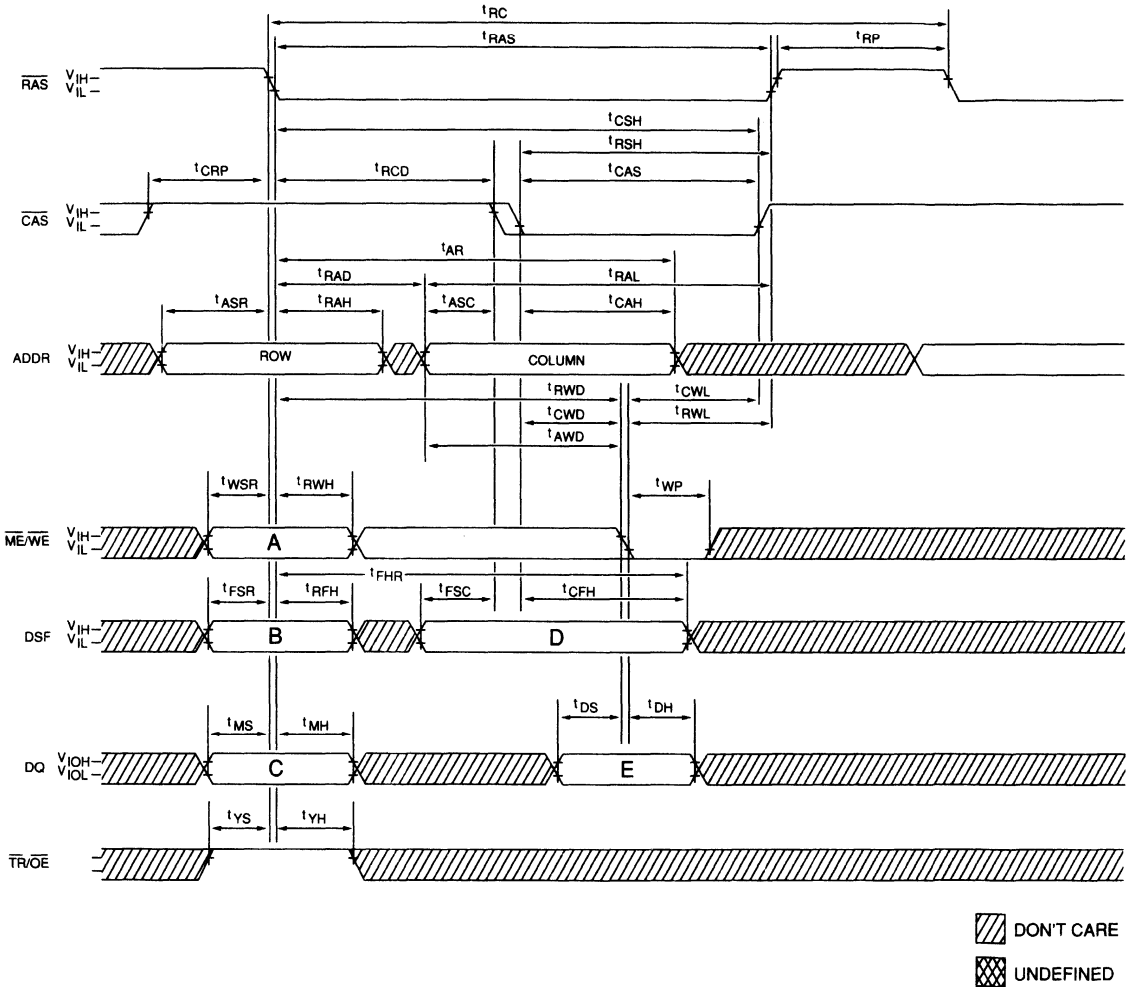 tRC
tRAS
tRP
RAS
VIH
VIL
tCSH
tRSH
tCRP
tRCD
tCAS
CAS
VIH
VIL
tAR
tRAD
tRAL
tASR
tRAH
tASC
tCAH
ADDR
VIH
VIL
ROW
COLUMN
tRWD
tCWL
tCWD
tRWL
tAWD
tWSR
tRWH
tWP
ME/WE
VIH
VIL
A
tFHR
tFSR
tRFH
tFSC
tCFH
DSF
VIH
VIL
B
D
tMS
tMH
tDS
tDH
DQ
VIOH
VIOL
C
E
tYS
tYH
TR/OE
DON'T CARE
UNDEFINED